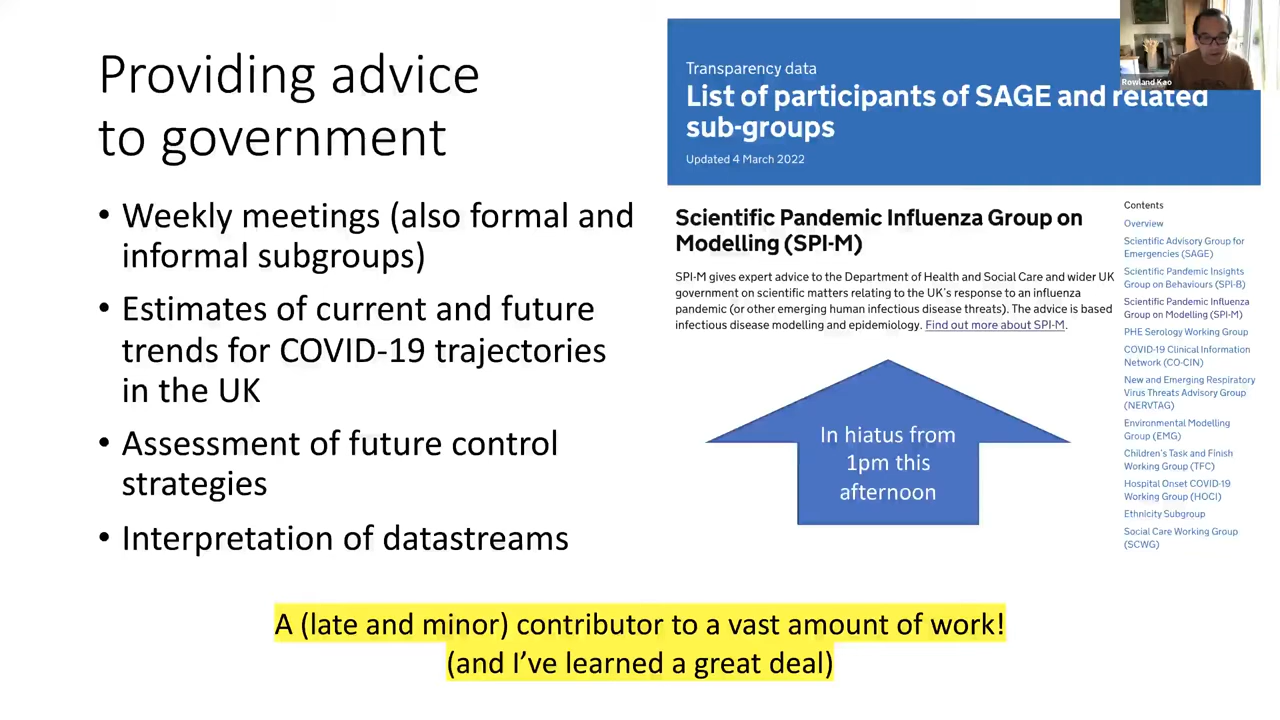 Providing advice
to government
• Weekly meetings (also formal and
informal subgroups)
• Estimates of current and future
trends for COVID-19 trajectories
in the UK
• Assessment of future control
strategies
• Interpretation of datastreams
Transparency data
List of participants of SAGE and related
sub-groups
Updated 4 March 2022
Rowland Kao
Scientific Pandemic Influenza Group on
Modelling (SPI-M)
SPI-M gives expert advice to the Department of Health and Social Care and wider UK
government on scientific matters relating to the UK's response to an influenza
pandemic (or other emerging human infectious disease threats). The advice is based
infectious disease modelling and epidemiology. Find out more about SPI-M.
In hiatus from
1pm this
afternoon
Contents
Overview
Scientific Advisory Group for
Emergencies (SAGE)
Scientific Pandemic Insights
Group on Behaviours (SPI-B)
Scientific Pandemic Influenza
Group on Modelling (SPI-M)
PHE Serology Working Group
COVID-19 Clinical Information
Network (CO-CIN)
New and Emerging Respiratory
Virus Threats Advisory Group
(NERVTAG)
Environmental Modelling
Group (EMG)
Children's Task and Finish
Working Group (TFC)
Hospital Onset COVID-19
Working Group (HOCI)
Ethnicity Subgroup
Social Care Working Group
(SCWG)
A (late and minor) contributor to a vast amount of work!
(and I've learned a great deal)